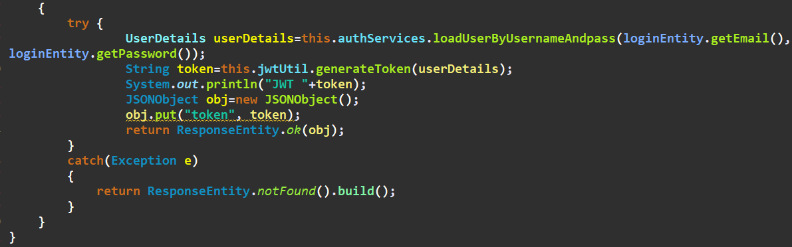 {
try {
UserDetails userDetails=this.authServices.loadUserByUsernameAndpass(loginEntity.getEmail(),
loginEntity.getPassword());
String token=this.jwtUtil.generateToken(userDetails);
System.out.println("JWT "+token);
JSONObject obj=new JSONObject();
obj.put("token", token);
return ResponseEntity.ok(obj);
}
catch(Exception e)
{
return ResponseEntity.notFound().build();
}
}
}